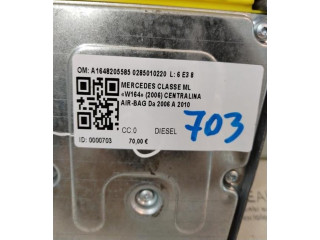 OM: A1648205585 0285010220 L: 6 E3 8
MERCEDES CLASSE ML
«W164» (2006) CENTRALINA
AIR-BAG Da 2006 A 2010
CC 0 DIESEL
703
ID: 0000703 70,00 €